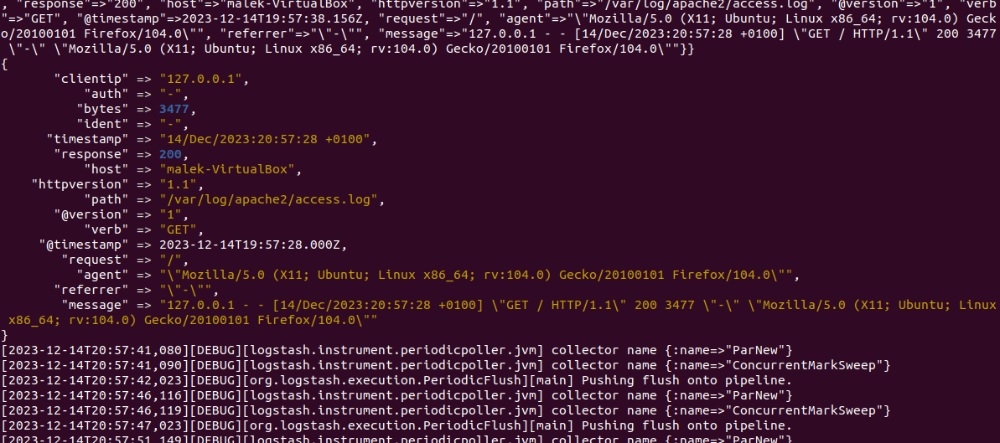 , "response"=>"200", "host"=>"malek-VirtualBox", "httpversion"=>"1.1", "path"=>"/var/log/apache2/access.log", "@version"=>"1", "verb
"=>"GET", "@timestamp"=>2023-12-14T19:57:38.156Z, "request"=>"/", "agent"=>"\"Mozilla/5.0 (X11; Ubuntu; Linux x86_64; rv:104.0) Geck
o/20100101 Firefox/104.0\"", "referrer"=>"\"-\"", "message"=>"127.0.0.1 - - [14/Dec/2023:20:57:28 +0100] \"GET / HTTP/1.1\" 200 3477
 \"-\" \"Mozilla/5.0 (X11; Ubuntu; Linux x86_64; rv:104.0) Gecko/20100101 Firefox/104.0\""}}
{
       "clientip" => "127.0.0.1",
           "auth" => "-",
          "bytes" => 3477,
          "ident" => "-",
      "timestamp" => "14/Dec/2023:20:57:28 +0100",
       "response" => 200,
           "host" => "malek-VirtualBox",
    "httpversion" => "1.1",
           "path" => "/var/log/apache2/access.log",
       "@version" => "1",
           "verb" => "GET",
     "@timestamp" => 2023-12-14T19:57:28.000Z,
        "request" => "/",
          "agent" => "\"Mozilla/5.0 (X11; Ubuntu; Linux x86_64; rv:104.0) Gecko/20100101 Firefox/104.0\"",
       "referrer" => "\"-\"",
        "message" => "127.0.0.1 - - [14/Dec/2023:20:57:28 +0100] \"GET / HTTP/1.1\" 200 3477 \"-\" \"Mozilla/5.0 (X11; Ubuntu; Linux
 x86_64; rv:104.0) Gecko/20100101 Firefox/104.0\""
}
[2023-12-14T20:57:41,080][DEBUG][logstash.instrument.periodicpoller.jvm] collector name {:name=>"ParNew"}
[2023-12-14T20:57:41,090][DEBUG][logstash.instrument.periodicpoller.jvm] collector name {:name=>"ConcurrentMarkSweep"}
[2023-12-14T20:57:42,023][DEBUG][org.logstash.execution.PeriodicFlush][main] Pushing flush onto pipeline.
[2023-12-14T20:57:46,116][DEBUG][logstash.instrument.periodicpoller.jvm] collector name {:name=>"ParNew"}
[2023-12-14T20:57:46,119][DEBUG][logstash.instrument.periodicpoller.jvm] collector name {:name=>"ConcurrentMarkSweep"}
[2023-12-14T20:57:47,023][DEBUG][org.logstash.execution.PeriodicFlush][main] Pushing flush onto pipeline.
[2023-12-14T20:57:51,149][DEBUG][logstash.instrument.periodicpoller.jvm] collector name {:name=>"ParNew"}